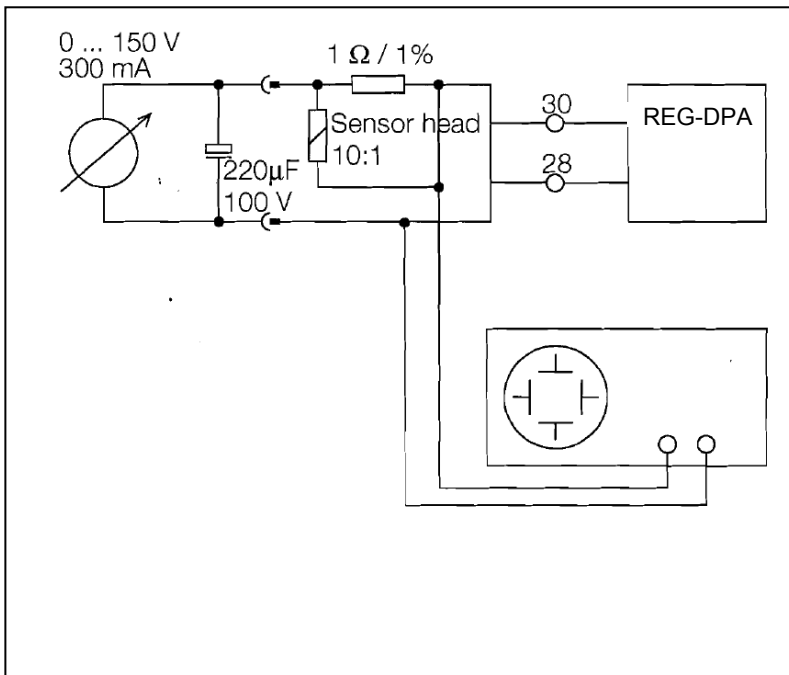 0 ... 150 V
300 mA
1 Ω / 1%
Sensor head
10:1
220µF
100 V
30
28
REG-DPA